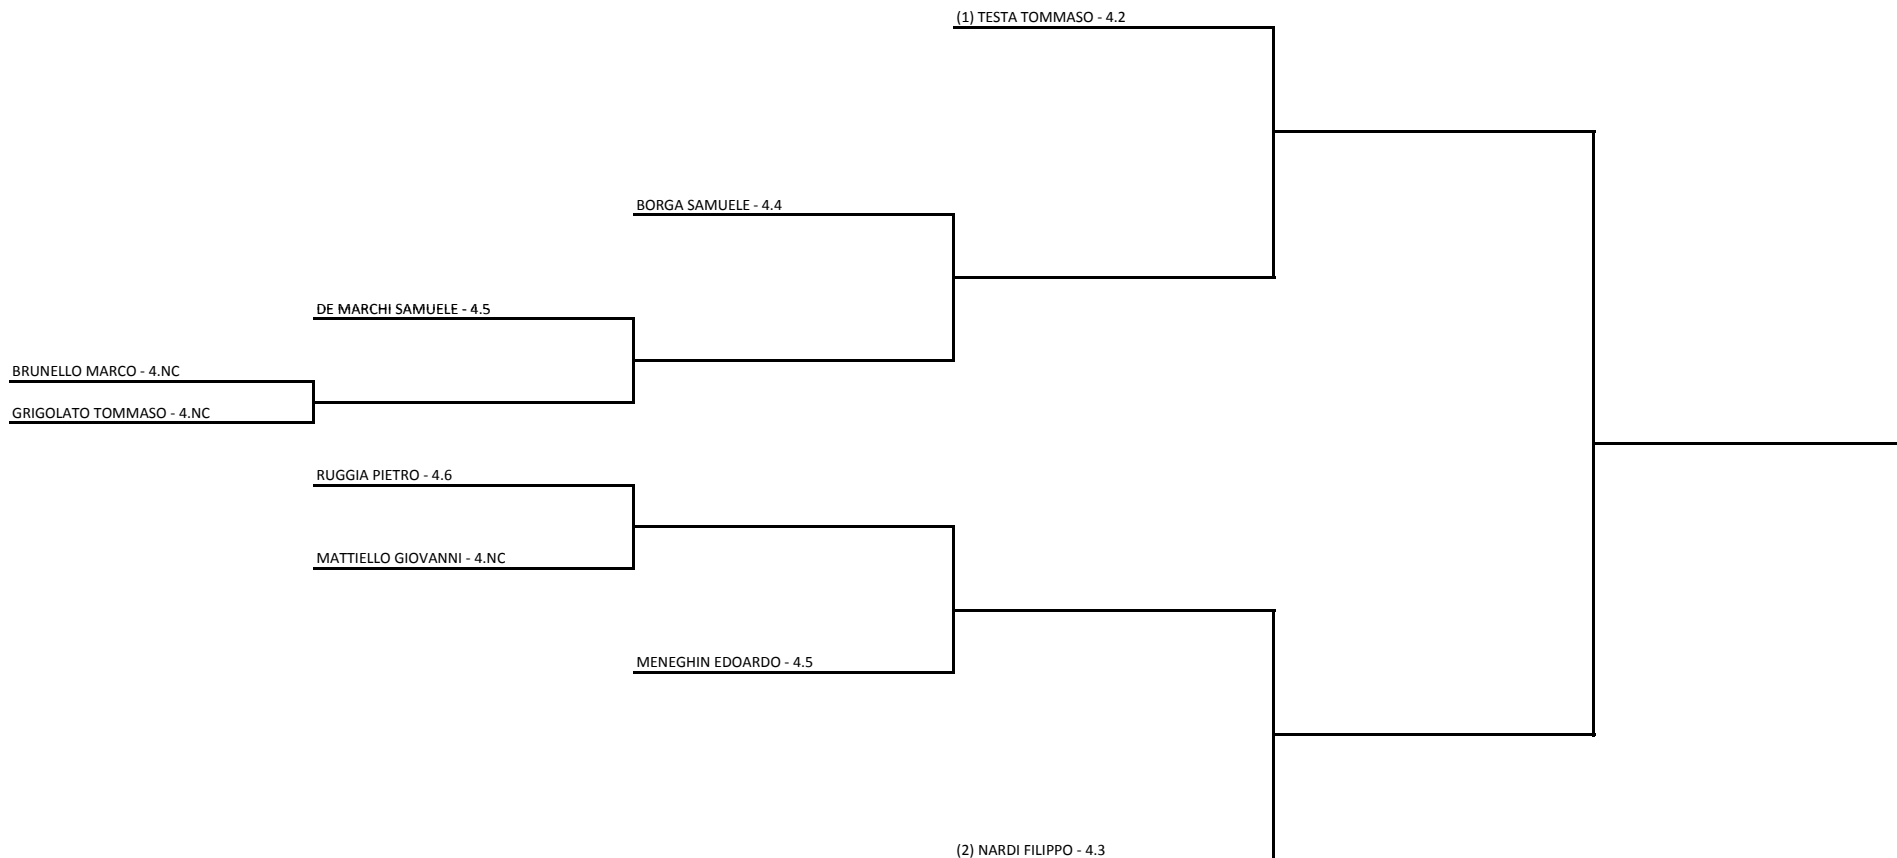 (1) TESTA TOMMASO - 4.2
BORGA SAMUELE - 4.4
DE MARCHI SAMUELE - 4.5
BRUNELLO MARCO - 4.NC
GRIGOLATO TOMMASO - 4.NC
RUGGIA PIETRO - 4.6
MATTIELLO GIOVANNI - 4.NC
MENEGHIN EDOARDO - 4.5
(2) NARDI FILIPPO - 4.3